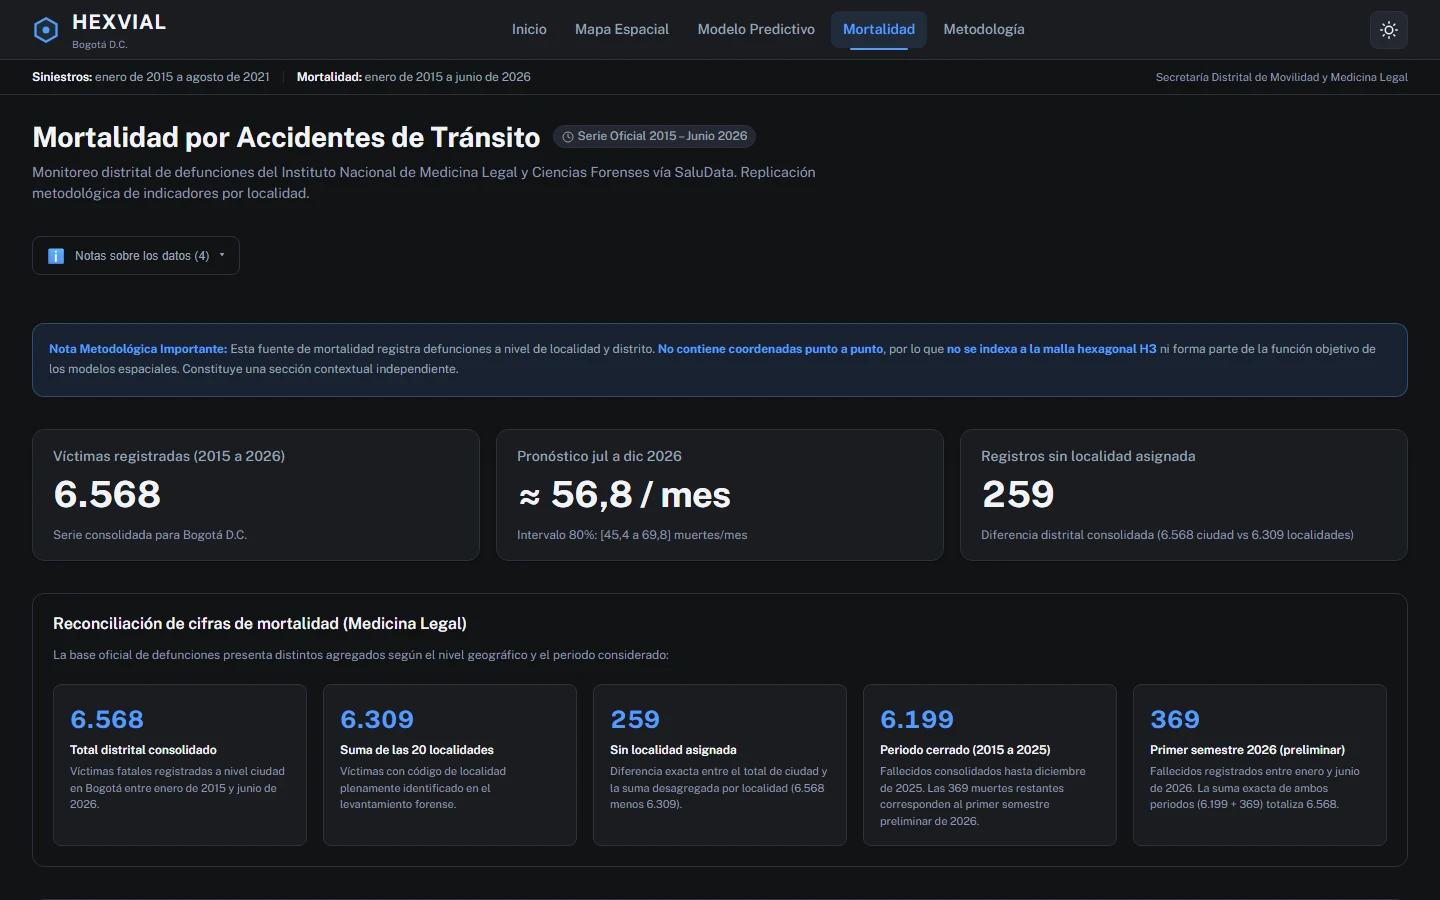 HEXVIAL
Bogotá D.C.
Inicio
Mapa Espacial
Modelo Predictivo
Mortalidad
Metodología
Siniestros: enero de 2015 a agosto de 2021
Mortalidad: enero de 2015 a junio de 2026
Secretaría Distrital de Movilidad y Medicina Legal
Mortalidad por Accidentes de Tránsito
Serie Oficial 2015 – Junio 2026
Monitoreo distrital de defunciones del Instituto Nacional de Medicina Legal y Ciencias Forenses vía SaluData. Replicación
metodológica de indicadores por localidad.
Notas sobre los datos (4)
Nota Metodológica Importante: Esta fuente de mortalidad registra defunciones a nivel de localidad y distrito. No contiene coordenadas punto a punto, por lo que no se indexa a la malla hexagonal H3 ni forma parte de la función objetivo de
los modelos espaciales. Constituye una sección contextual independiente.
Víctimas registradas (2015 a 2026)
6.568
Serie consolidada para Bogotá D.C.
Pronóstico jul a dic 2026
≈ 56,8 / mes
Intervalo 80%: [45,4 a 69,8] muertes/mes
Registros sin localidad asignada
259
Diferencia distrital consolidada (6.568 ciudad vs 6.309 localidades)
Reconciliación de cifras de mortalidad (Medicina Legal)
La base oficial de defunciones presenta distintos agregados según el nivel geográfico y el periodo considerado:
6.568
Total distrital consolidado
Víctimas fatales registradas a nivel ciudad
en Bogotá entre enero de 2015 y junio de
2026.
6.309
Suma de las 20 localidades
Víctimas con código de localidad
plenamente identificado en el
levantamiento forense.
259
Sin localidad asignada
Diferencia exacta entre el total de ciudad y
la suma desagregada por localidad (6.568
menos 6.309).
6.199
Periodo cerrado (2015 a 2025)
Fallecidos consolidados hasta diciembre
de 2025. Las 369 muertes restantes
corresponden al primer semestre
preliminar de 2026.
369
Primer semestre 2026 (preliminar)
Fallecidos registrados entre enero y junio
de 2026. La suma exacta de ambos
periodos (6.199 + 369) totaliza 6.568.